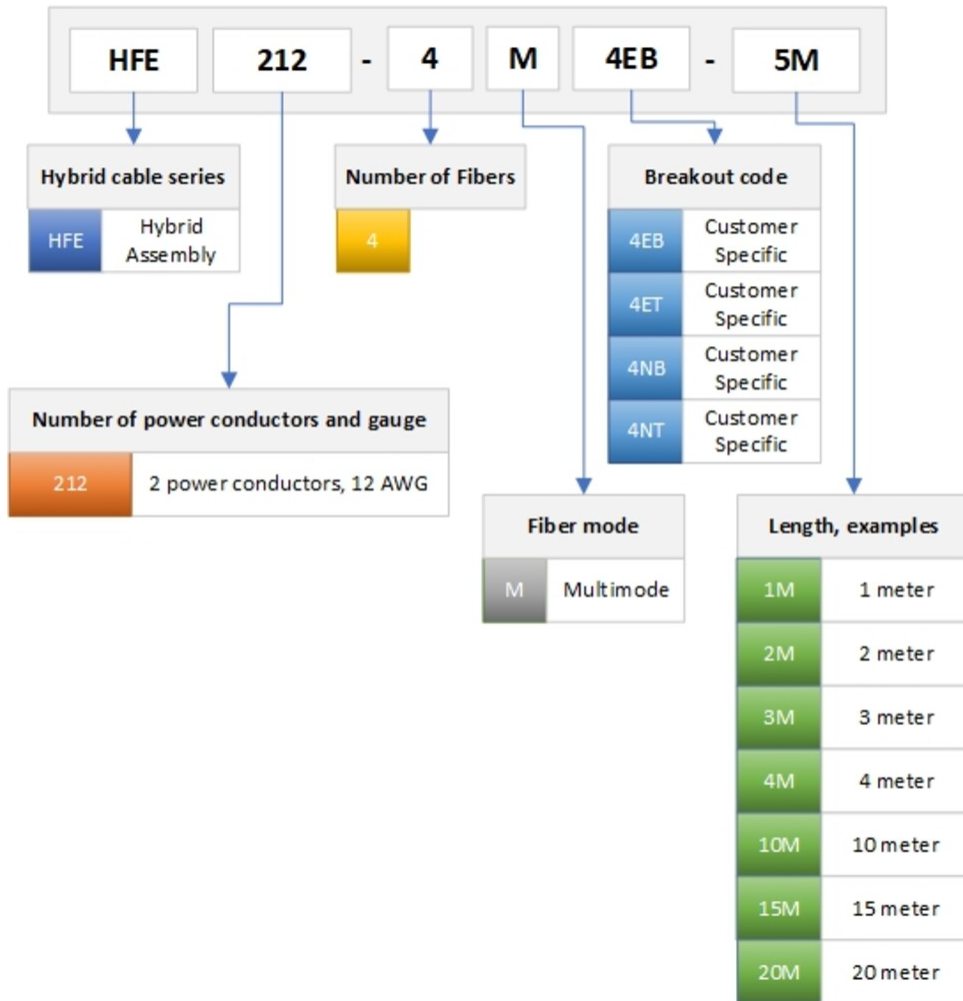 HFE 212 - 4 M 4EB - 5M
Hybrid cable series
HFE Hybrid
Assembly
Number of Fibers
4
Breakout code
4EB Customer
Specific
4ET Customer
Specific
4NB Customer
Specific
4NT Customer
Specific
Number of power conductors and gauge
212 2 power conductors, 12 AWG
Fiber mode
M Multimode
Length, examples
1M 1 meter
2M 2 meter
3M 3 meter
4M 4 meter
10M 10 meter
15M 15 meter
20M 20 meter